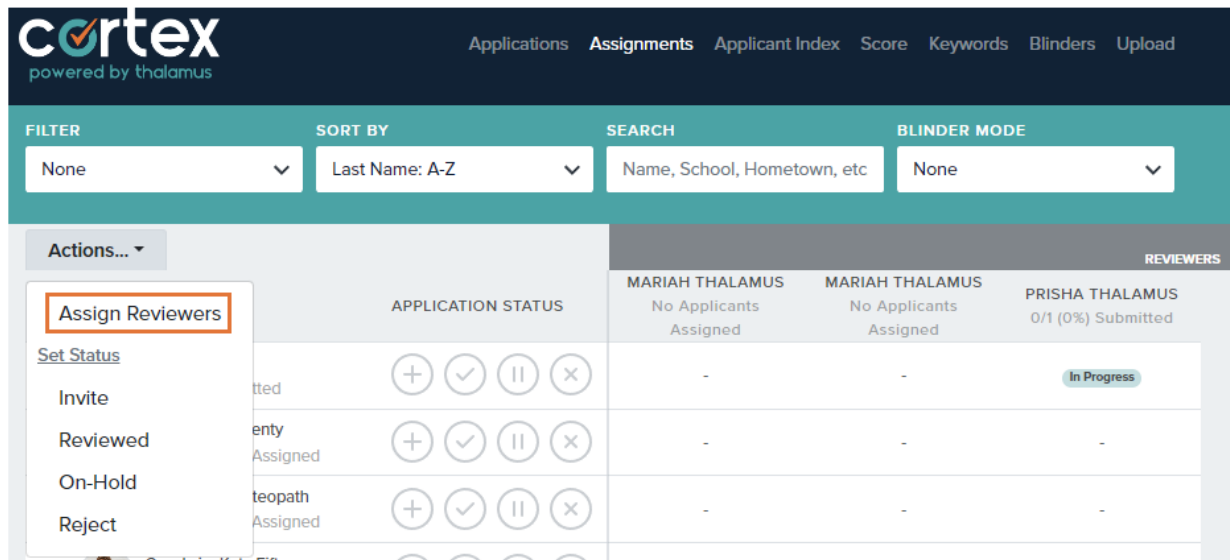 cortex
powered by thalamus
Applications Assignments Applicant Index Score Keywords Blinders Upload
FILTER SORT BY SEARCH BLINDER MODE
None Last Name: A-Z Name, School, Hometown, etc None
Actions...
REVIEWERS
Assign Reviewers
Set Status
Invite
Reviewed
On-Hold
Reject
APPLICATION STATUS
MARIAH THALAMUS
No Applicants
Assigned
MARIAH THALAMUS
No Applicants
Assigned
PRISHA THALAMUS
0/1 (0%) Submitted
tted
- - In Progress
enty
Assigned
- - -
teopath
Assigned
- - -